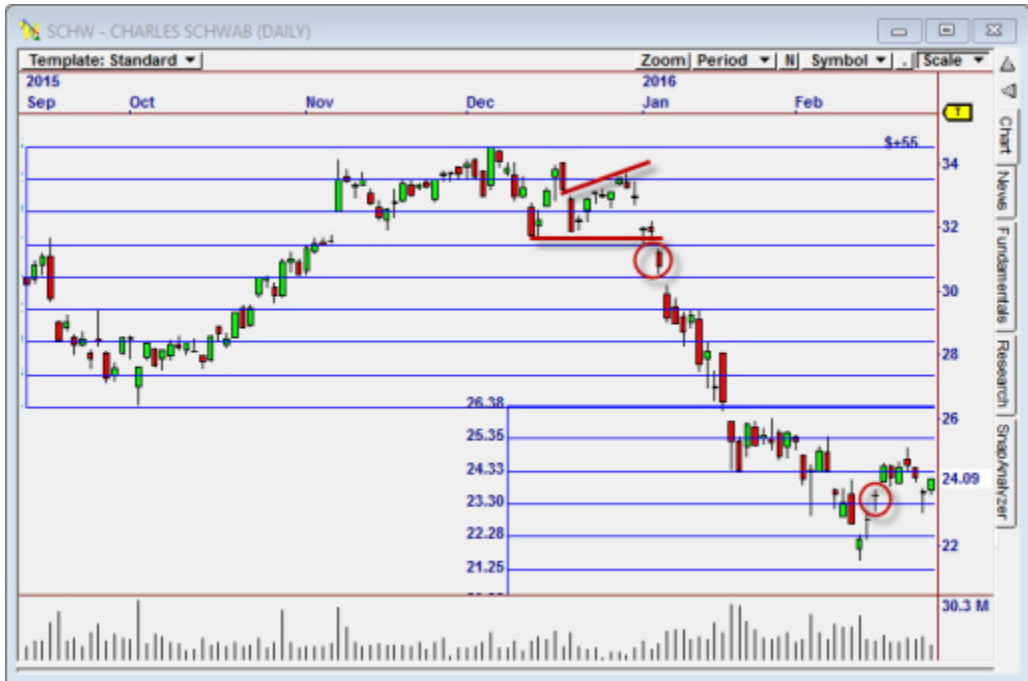 SCHW - CHARLES SCHWAB (DAILY)
Template: Standard Zoom Period N Symbol . Scale
2015 2016
Sep Oct Nov Dec Jan Feb
T
$+55
34
32
30
28
26
24.09
22
26.38
25.35
24.33
23.30
22.28
21.25
30.3 M
Chart
News
Fundamentals
Research
SnapAnalyzer